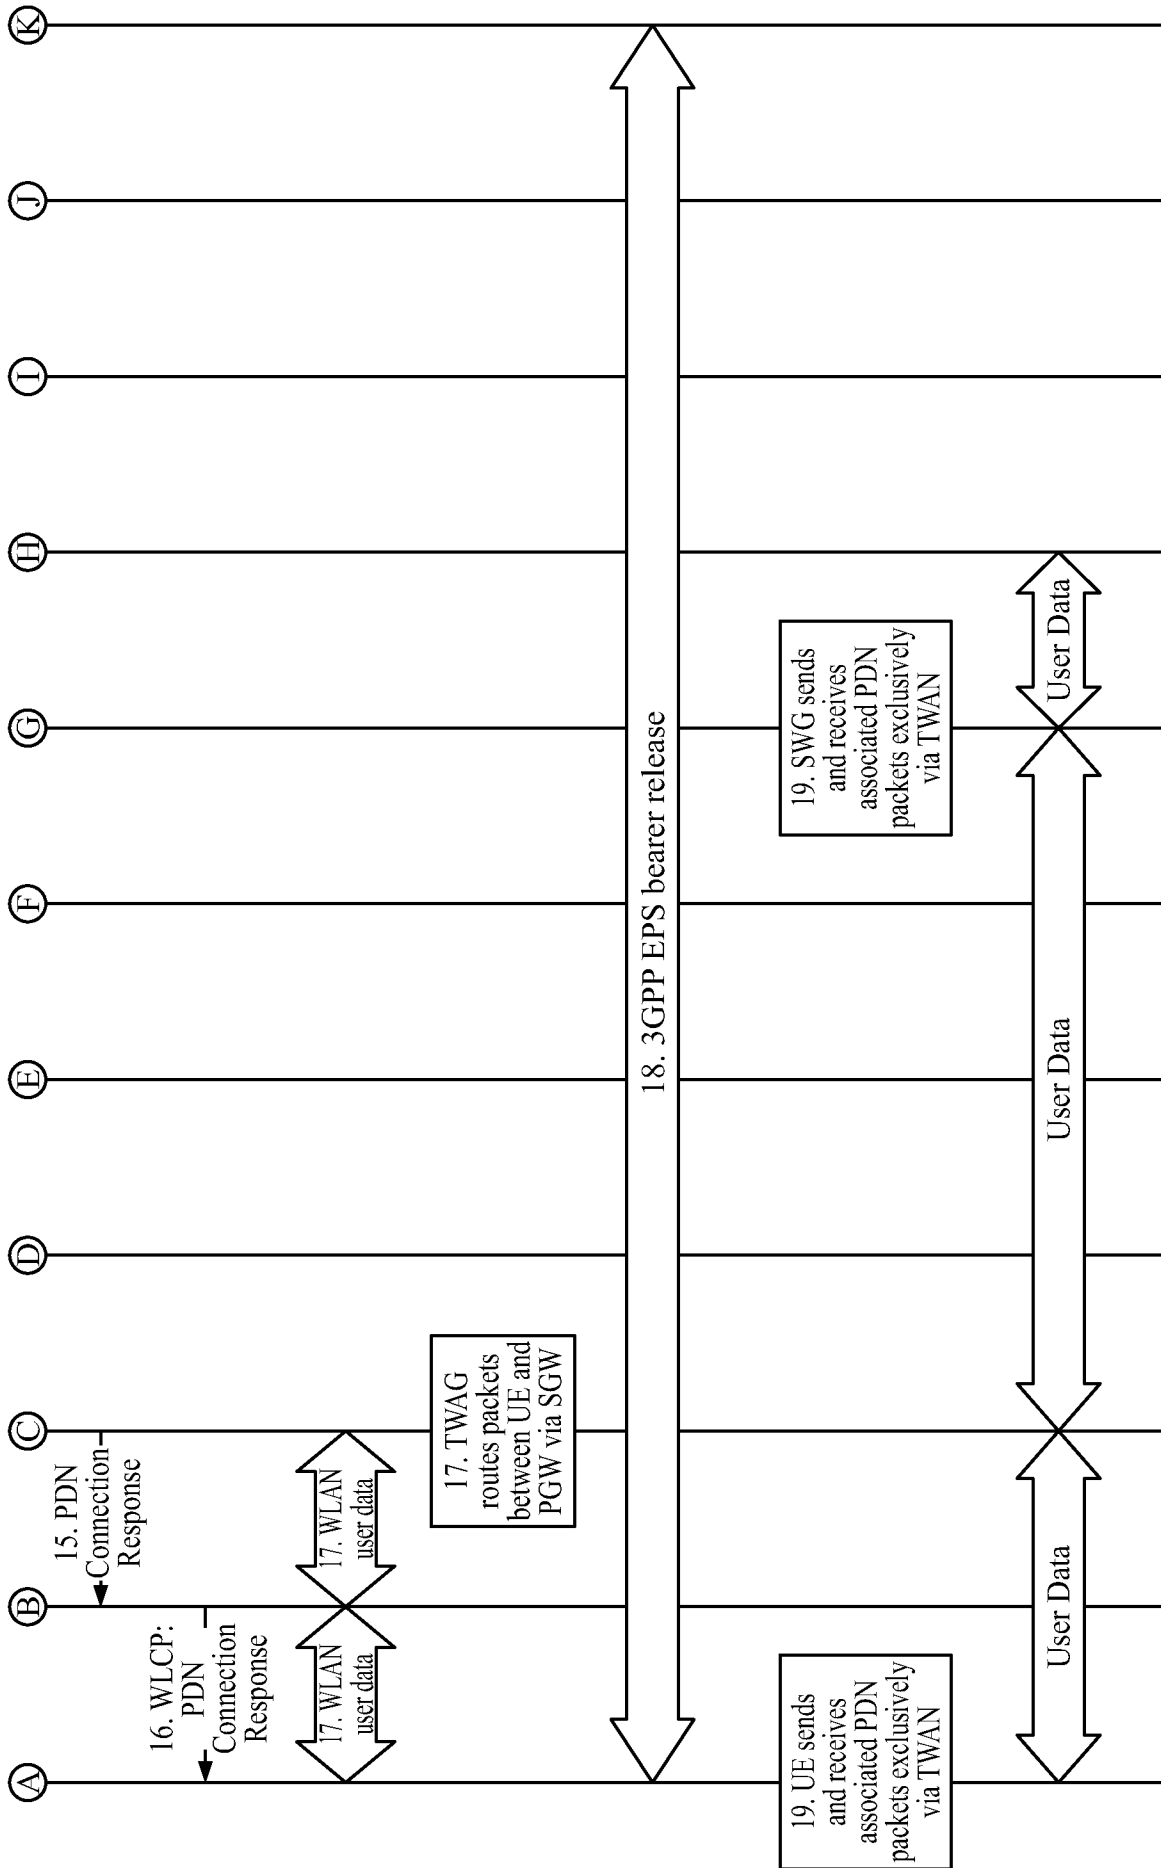 A
B
C
D
E
F
G
H
I
J
K
15. PDN
Connection
Response
16. WLCP:
PDN
Connection
Response
17. WLAN
user data
17. WLAN
user data
17. TWAG
routes packets
between UE and
PGW via SGW
18. 3GPP EPS bearer release
19. UE sends
and receives
associated PDN
packets exclusively
via TWAN
19. SWG sends
and receives
associated PDN
packets exclusively
via TWAN
User Data
User Data
User Data